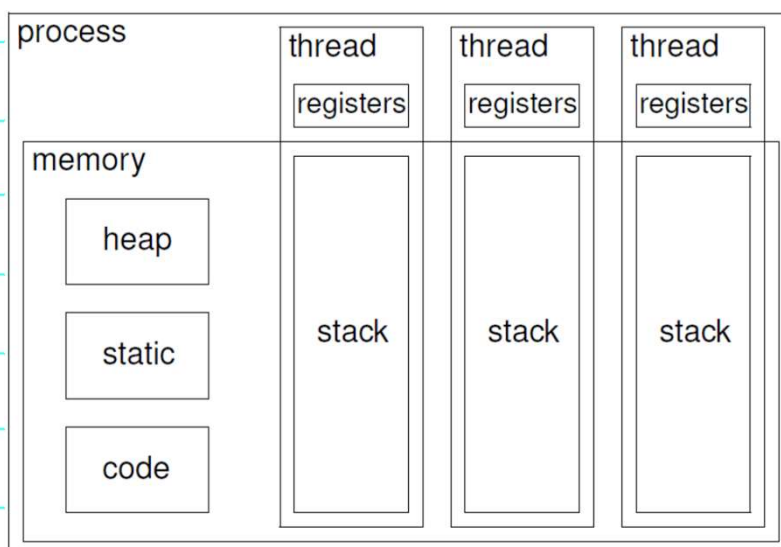 process
thread thread thread
registers registers registers
memory
heap
static
code
stack stack stack